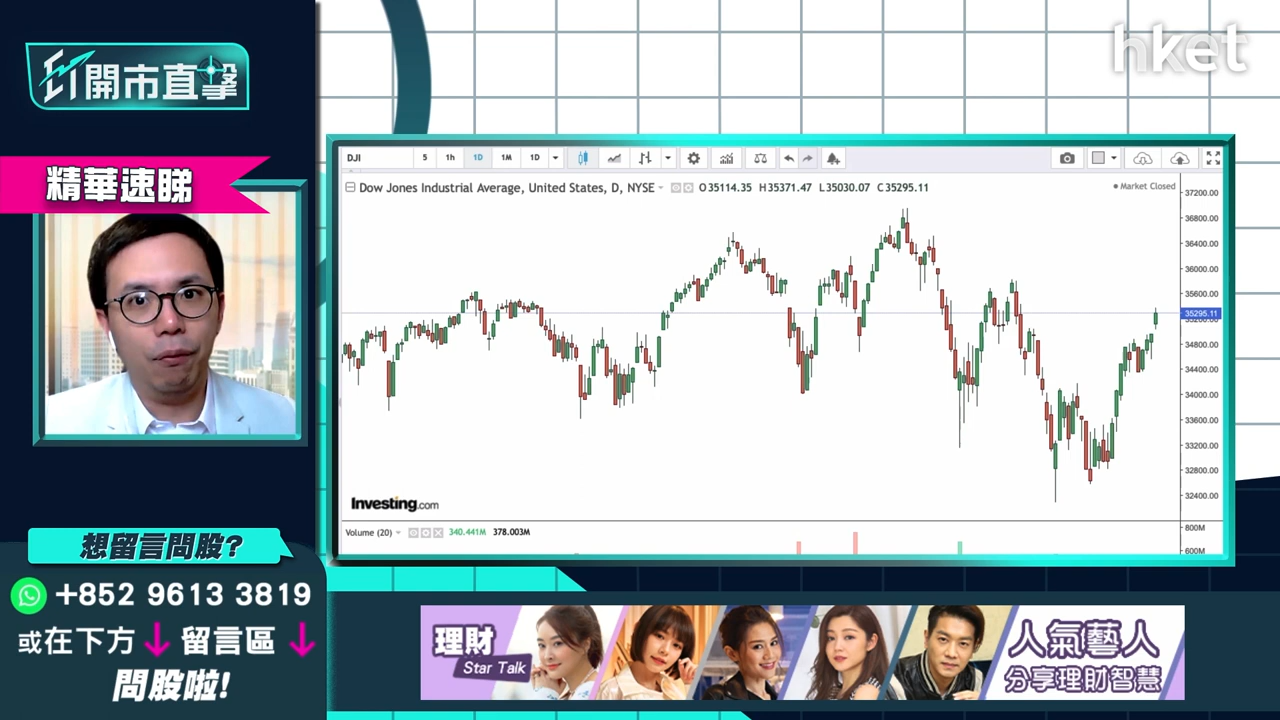 hket
ET開市直擊
精華速睇
DJI 5 1h 1D 1M 1D
Dow Jones Industrial Average, United States, D, NYSE O35114.35 H35371.47 L35030.07 C35295.11
Market Closed
37200.00
36800.00
36400.00
36000.00
35600.00
35295.11
35200.00
34800.00
34400.00
34000.00
33600.00
33200.00
32800.00
32400.00
Investing.com
Volume (20) 340.441M 378.003M
800M
600M
想留言問股?
+852 9613 3819
或在下方↓留言區↓
問股啦!
理財
Star Talk
人氣藝人
分享理財智慧